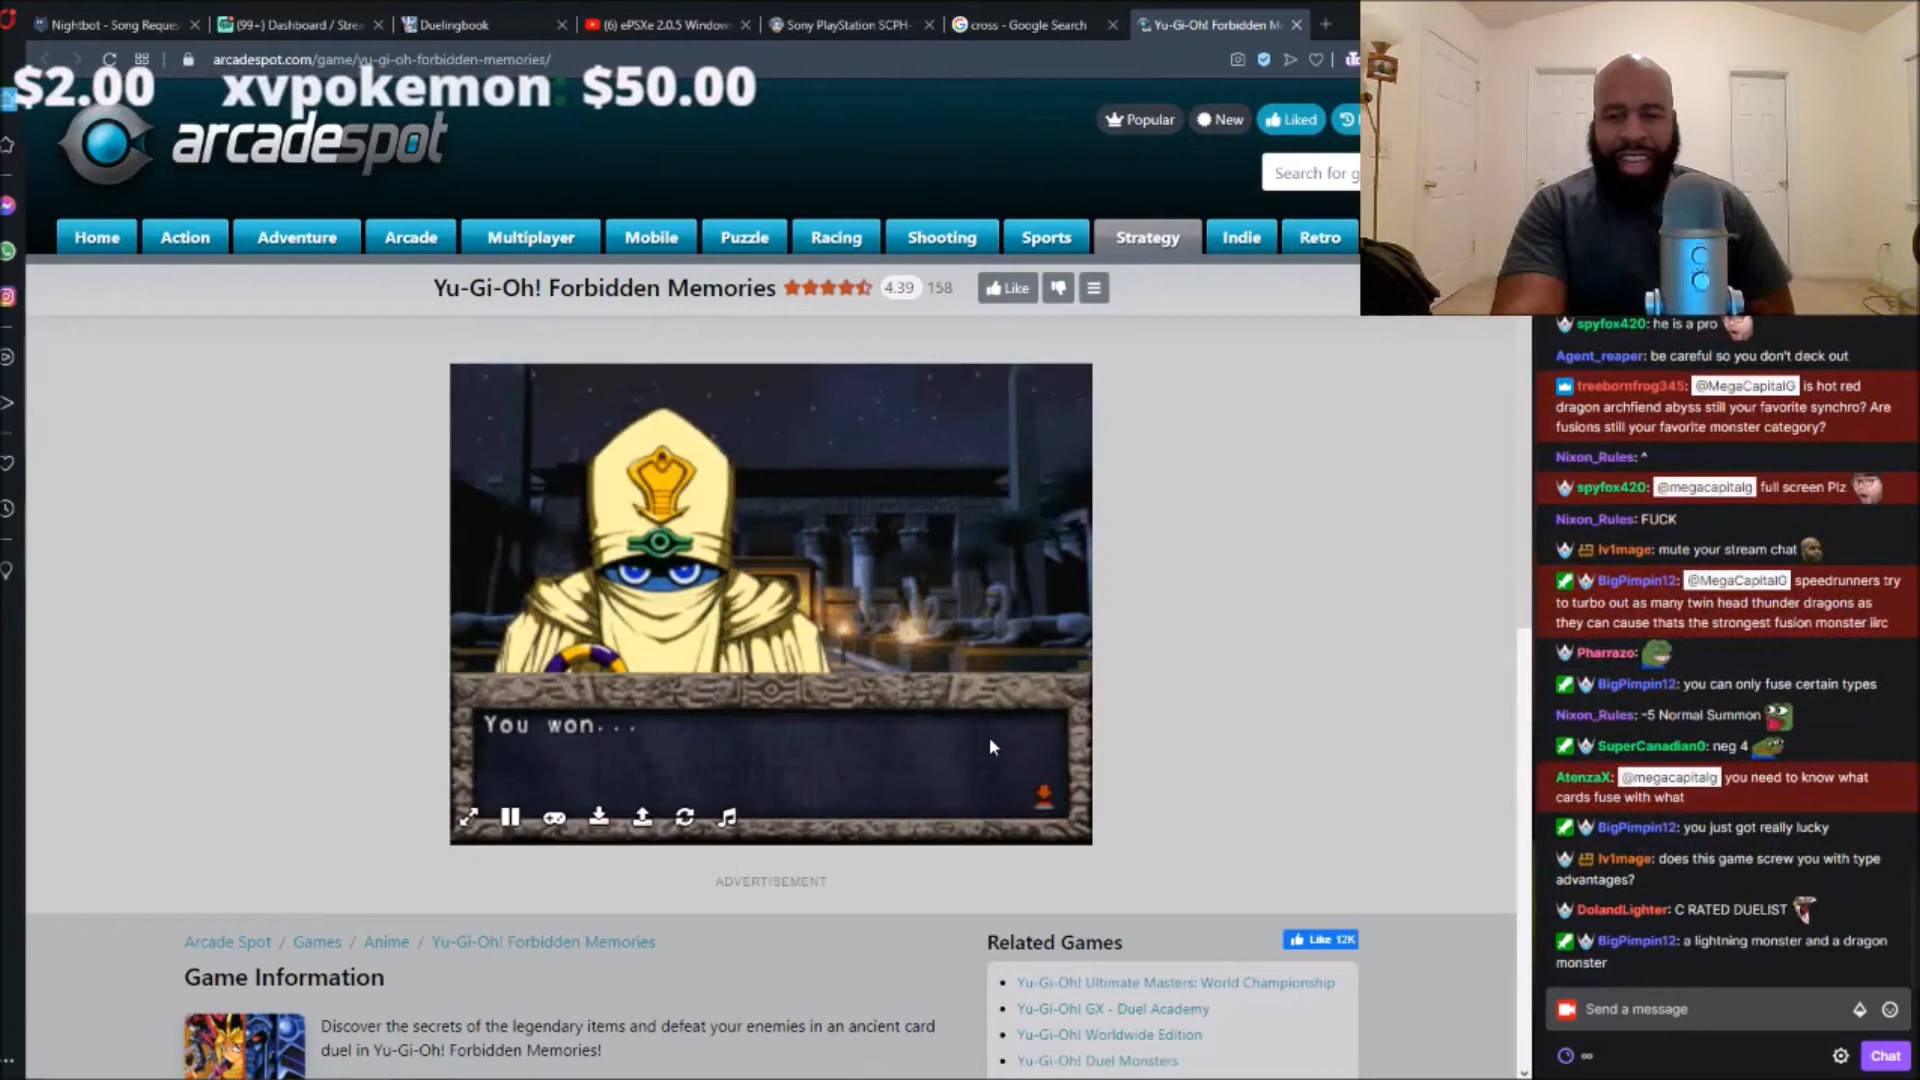 Nightbot - Song Reques
(99+) Dashboard / Stre
Duelingbook
(6) ePSXe 2.0.5 Window
Sony PlayStation SCPH-
cross - Google Search
Yu-Gi-Oh! Forbidden M
arcadespot.com/game/yu-gi-oh-forbidden-memories/
$2.00 xvpokemon: $50.00
arcadespot
Popular
New
Liked
Search for g
Home
Action
Adventure
Arcade
Multiplayer
Mobile
Puzzle
Racing
Shooting
Sports
Strategy
Indie
Retro
Yu-Gi-Oh! Forbidden Memories 4.39 158 Like
You won...
ADVERTISEMENT
Arcade Spot / Games / Anime / Yu-Gi-Oh! Forbidden Memories
Game Information
Discover the secrets of the legendary items and defeat your enemies in an ancient card
duel in Yu-Gi-Oh! Forbidden Memories!
Related Games
Like 12K
Yu-Gi-Oh! Ultimate Masters: World Championship
Yu-Gi-Oh! GX - Duel Academy
Yu-Gi-Oh! Worldwide Edition
Yu-Gi-Oh! Duel Monsters
spyfox420: he is a pro
Agent_reaper: be careful so you don't deck out
treebornfrog345: @MegaCapitalG is hot red
dragon archfiend abyss still your favorite synchro? Are
fusions still your favorite monster category?
Nixon_Rules: ^
spyfox420: @megacapitalg full screen Plz
Nixon_Rules: FUCK
lv1mage: mute your stream chat
BigPimpin12: @MegaCapitalG speedrunners try
to turbo out as many twin head thunder dragons as
they can cause thats the strongest fusion monster iirc
Pharrazo:
BigPimpin12: you can only fuse certain types
Nixon_Rules: -5 Normal Summon
SuperCanadian0: neg 4
AtenzaX: @megacapitalg you need to know what
cards fuse with what
BigPimpin12: you just got really lucky
lv1mage: does this game screw you with type
advantages?
DolandLighter: C RATED DUELIST
BigPimpin12: a lightning monster and a dragon
monster
Send a message
Chat